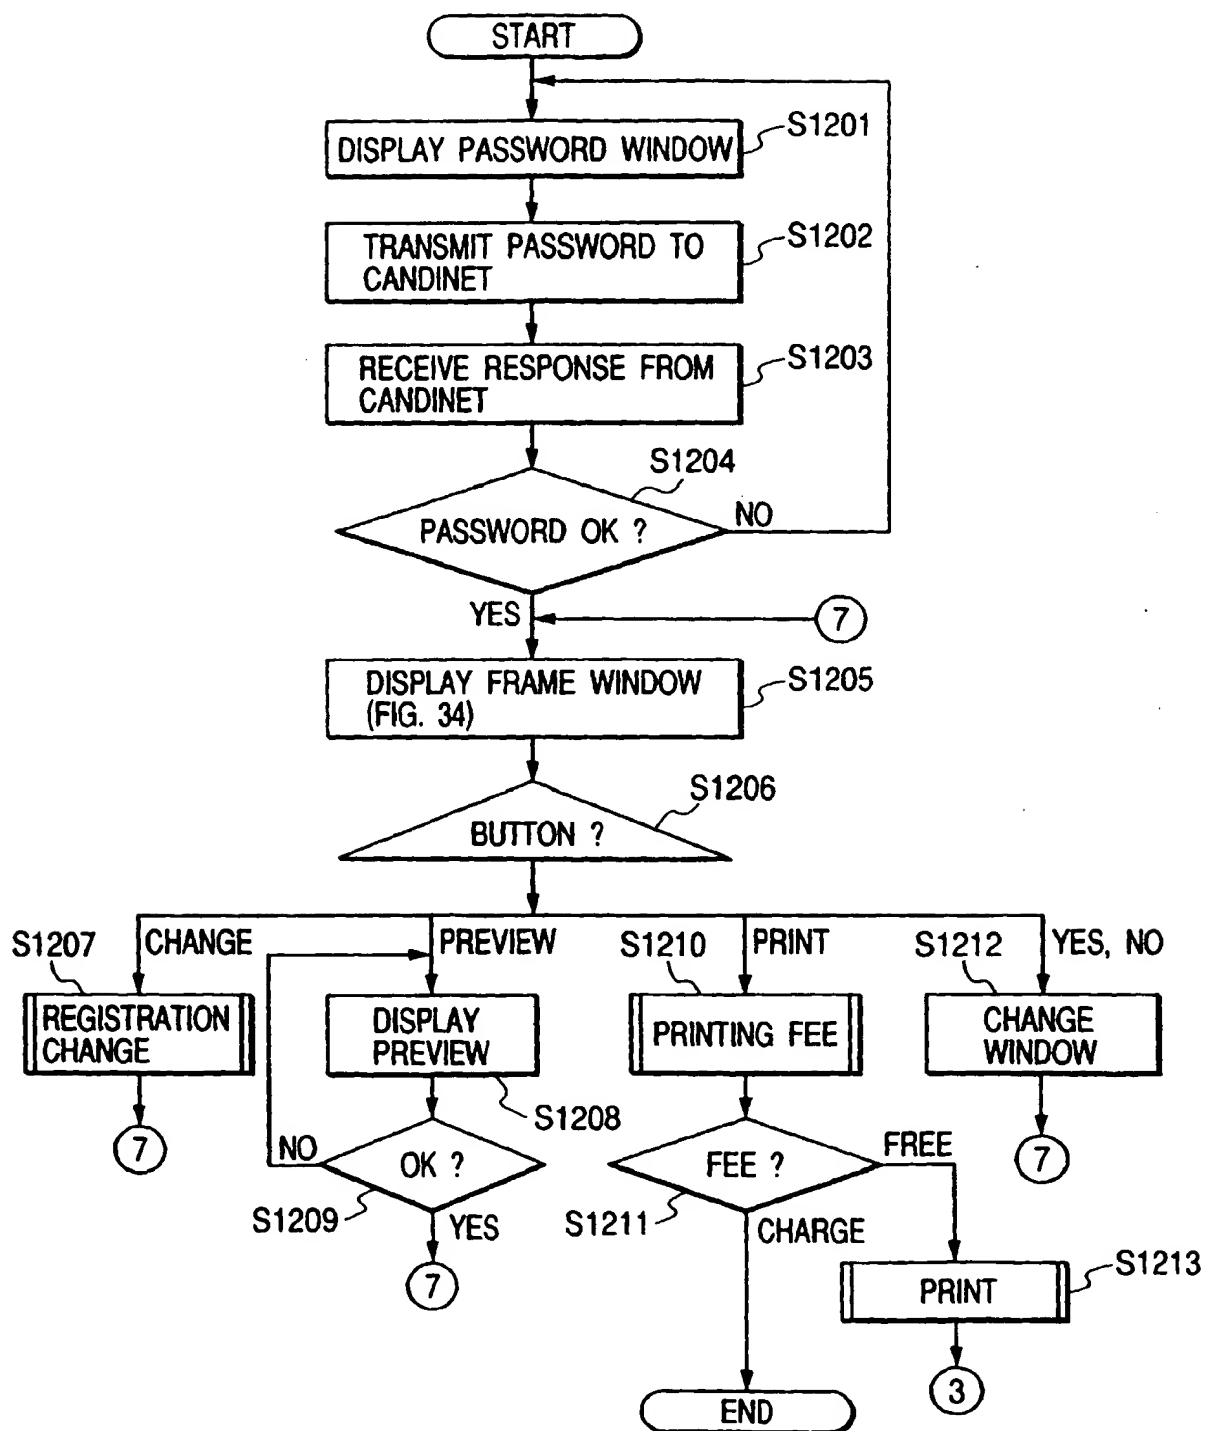 START
DISPLAY PASSWORD WINDOW
S1201
TRANSMIT PASSWORD TO
CANDINET
S1202
RECEIVE RESPONSE FROM
CANDINET
S1203
S1204
PASSWORD OK ?
NO
YES
7
DISPLAY FRAME WINDOW
(FIG. 34)
S1205
S1206
BUTTON ?
S1207
CHANGE
REGISTRATION
CHANGE
7
PREVIEW
DISPLAY
PREVIEW
S1208
NO
OK ?
S1209
YES
7
S1210
PRINT
PRINTING FEE
FEE ?
S1211
FREE
CHARGE
S1212
YES, NO
CHANGE
WINDOW
7
PRINT
S1213
3
END